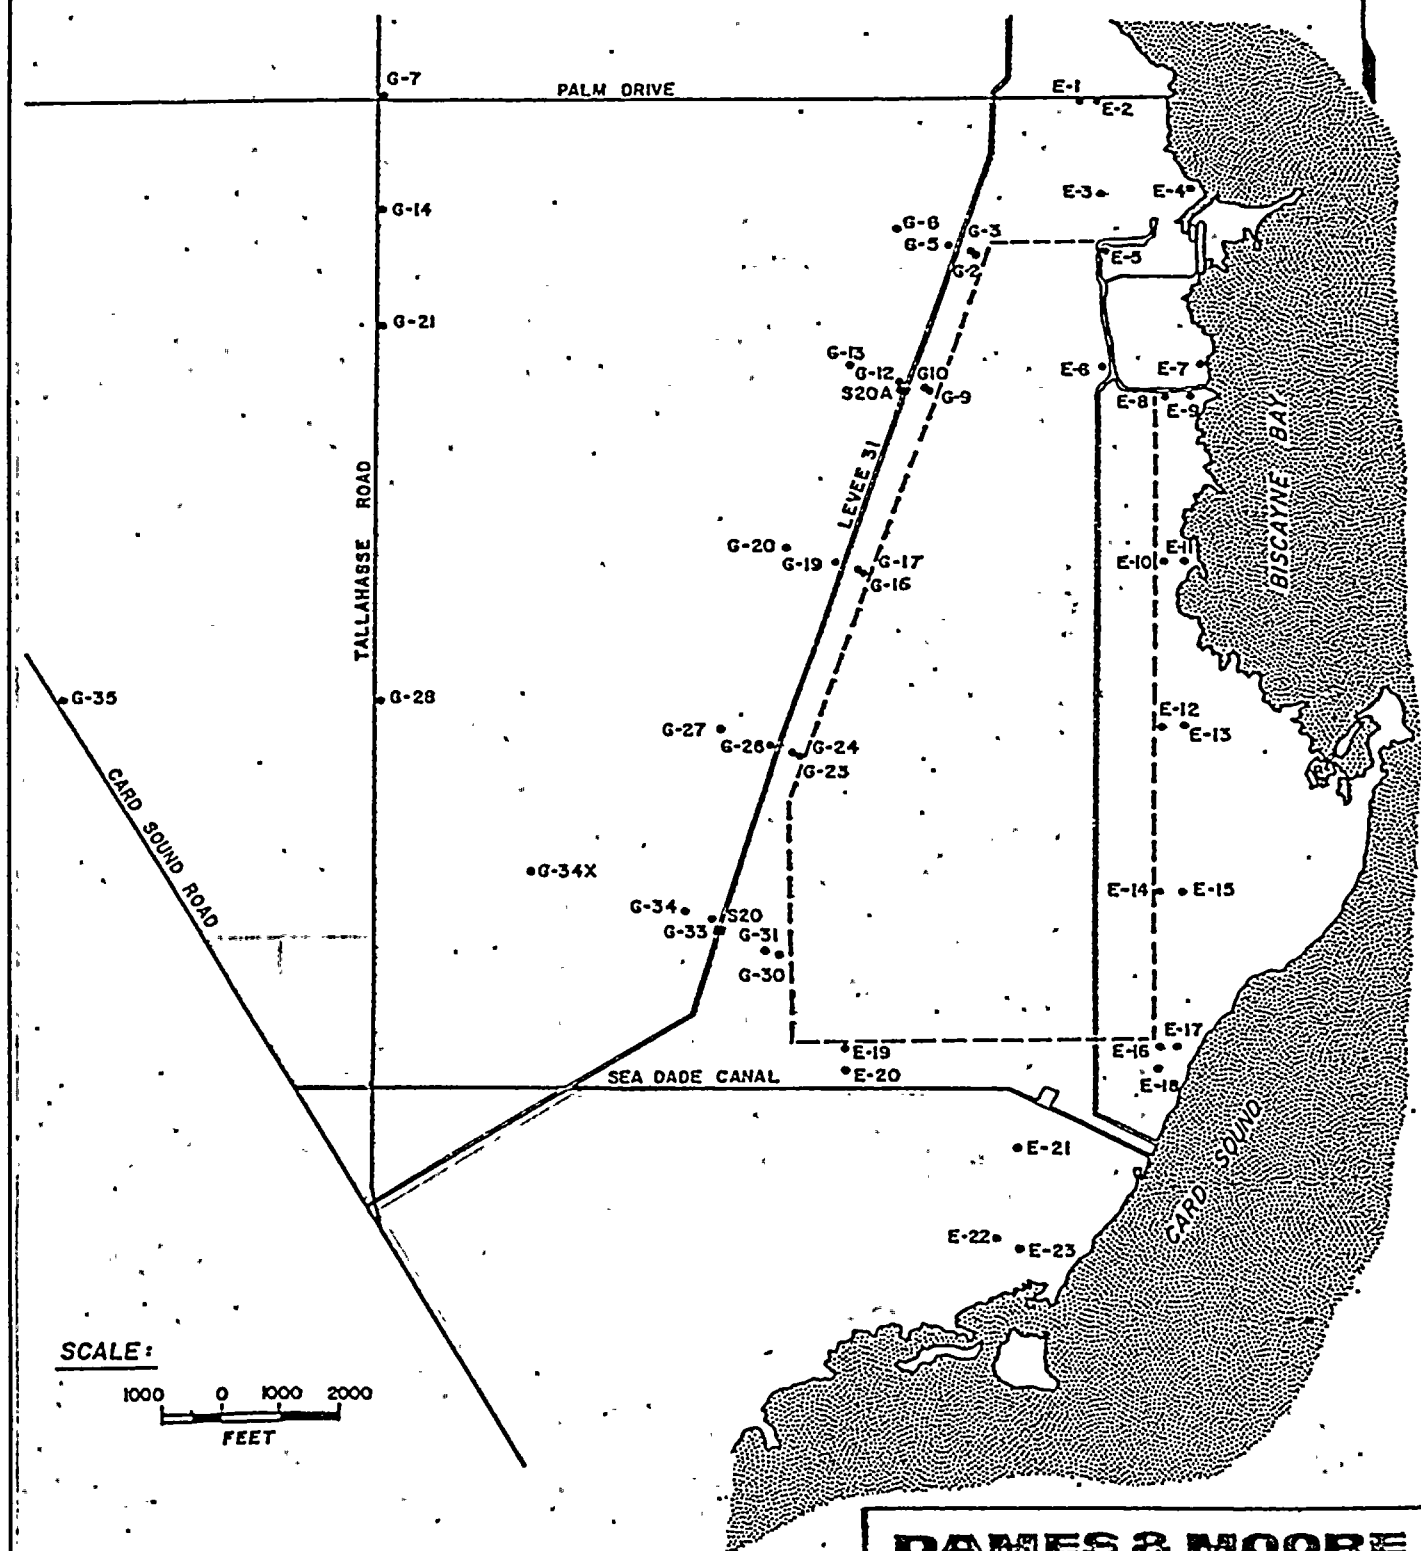 G-7
PALM DRIVE
E-1
E-2
E-3
E-4
G-14
G-6
G-5
G-3
G-2
E-5
G-21
G-13
G-12
G10
S20A
G-9
E-6
E-7
E-8
E-9
LEVEE 31
BISCAYNE BAY
TALLAHASSE ROAD
G-20
G-19
G-17
G-16
E-10
E-11
G-35
G-28
G-27
G-26
G-24
G-23
E-12
E-13
CARD SOUND ROAD
G-34X
G-34
S20
G-33
G-31
G-30
E-14
E-15
E-16
E-17
E-18
E-19
E-20
SEA DADE CANAL
CARD SOUND
E-21
E-22
E-23
SCALE:
1000 0 1000 2000
FEET
DAMES & MOORE